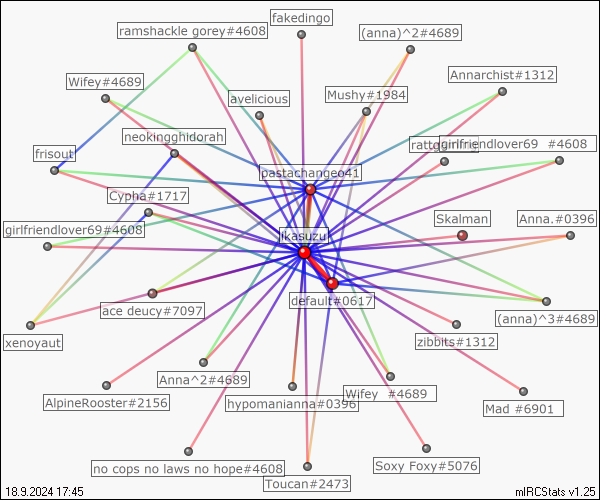 fakedingo
ramshackle gorey#4608
(anna)^2#4689
Annarchist#1312
Wifey#4689
avelicious
Mushy#1984
neokingghidorah
girlfriendlover69 #4608
frisout
pastachangeo41
Cypha#1717
Skalman
Anna.#0396
girlfriendlover69#4608
jkasuzu
default#0617
ace deucy#7097
(anna)^3#4689
xenoyaut
zibbits#1312
Anna^2#4689
Wifey #4689
AlpineRooster#2156
hypomanianna#0396
Mad #6901
no cops no laws no hope#4608
Soxy Foxy#5076
Toucan#2473
18.9.2024 17:45
mIRCStats v1.25